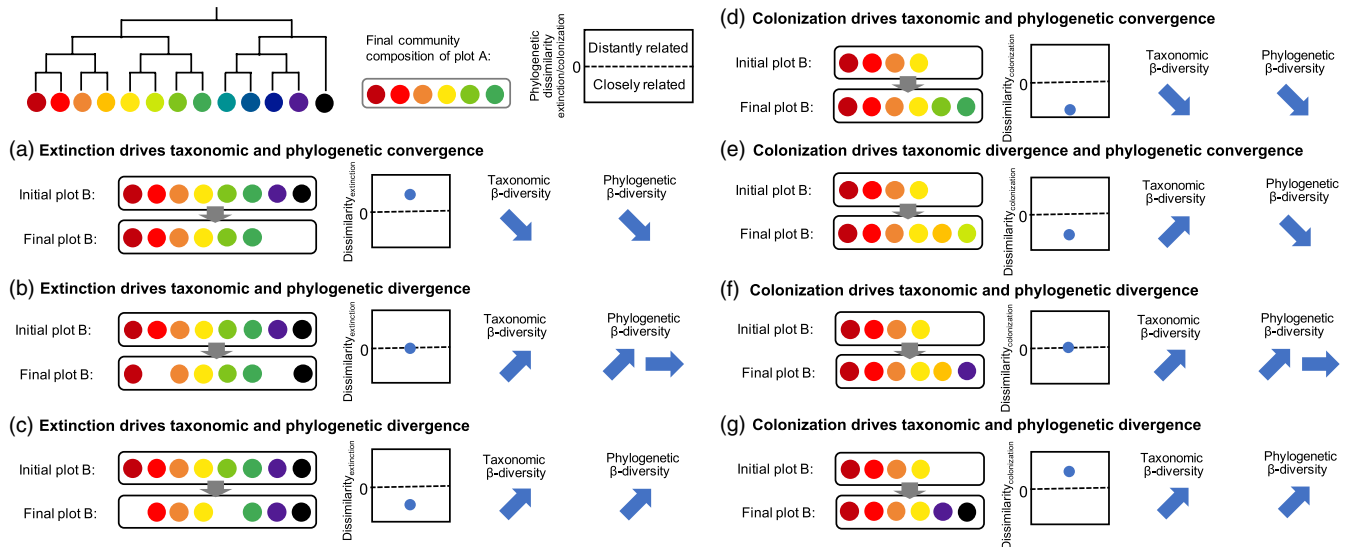 Final community
composition of plot A:
Phylogenetic
dissimilarity
extinction/colonization
Distantly related
0
Closely related
(a) Extinction drives taxonomic and phylogenetic convergence
Initial plot B:
Final plot B:
Dissimilarity extinction
0
Taxonomic
β-diversity
Phylogenetic
β-diversity
(b) Extinction drives taxonomic and phylogenetic divergence
Initial plot B:
Final plot B:
Dissimilarity extinction
0
Taxonomic
β-diversity
Phylogenetic
β-diversity
(c) Extinction drives taxonomic and phylogenetic divergence
Initial plot B:
Final plot B:
Dissimilarity extinction
0
Taxonomic
β-diversity
Phylogenetic
β-diversity
(d) Colonization drives taxonomic and phylogenetic convergence
Initial plot B:
Final plot B:
Dissimilarity colonization
0
Taxonomic
β-diversity
Phylogenetic
β-diversity
(e) Colonization drives taxonomic divergence and phylogenetic convergence
Initial plot B:
Final plot B:
Dissimilarity colonization
0
Taxonomic
β-diversity
Phylogenetic
β-diversity
(f) Colonization drives taxonomic and phylogenetic divergence
Initial plot B:
Final plot B:
Dissimilarity colonization
0
Taxonomic
β-diversity
Phylogenetic
β-diversity
(g) Colonization drives taxonomic and phylogenetic divergence
Initial plot B:
Final plot B:
Dissimilarity colonization
0
Taxonomic
β-diversity
Phylogenetic
β-diversity